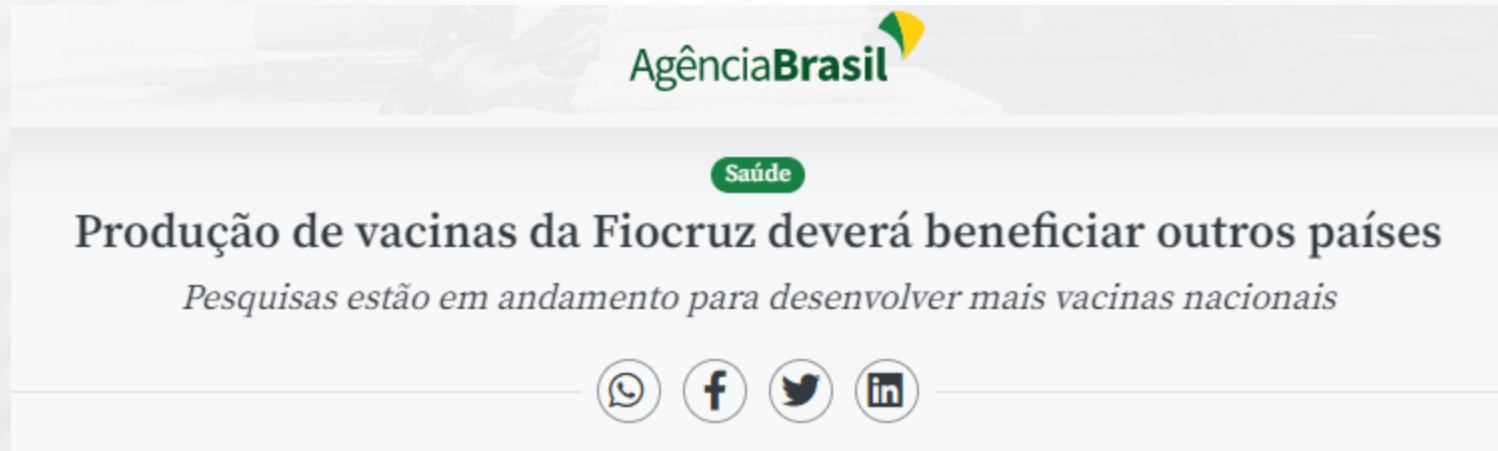 AgênciaBrasil
Saúde
Produção de vacinas da Fiocruz deverá beneficiar outros países
Pesquisas estão em andamento para desenvolver mais vacinas nacionais